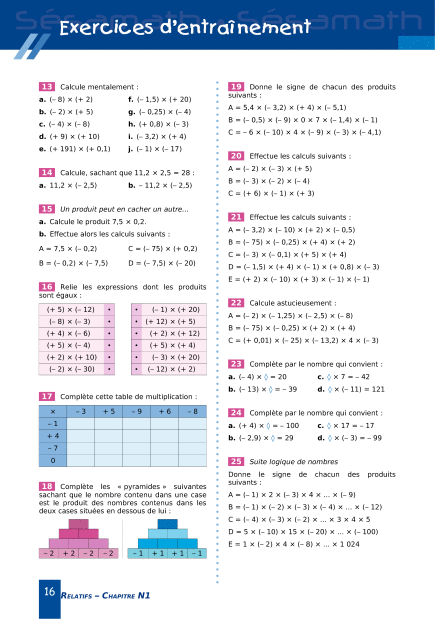 Sésamath - Sésamath
Exercices d'entraînement
13 Calcule mentalement :
a. (– 8) × (+ 2)
f. (– 1,5) × (+ 20)
b. (– 2) × (+ 5)
g. (– 0,25) × (– 4)
c. (– 4) × (– 8)
h. (+ 0,8) × (– 3)
d. (+ 9) × (+ 10)
i. (– 3,2) × (+ 4)
e. (+ 191) × (+ 0,1)
j. (– 1) × (– 17)
14 Calcule, sachant que 11,2 × 2,5 = 28 :
a. 11,2 × (– 2,5)
b. – 11,2 × (– 2,5)
15 Un produit peut en cacher un autre...
a. Calcule le produit 7,5 × 0,2.
b. Effectue alors les calculs suivants :
A = 7,5 × (– 0,2)
C = (– 75) × (+ 0,2)
B = (– 0,2) × (– 7,5)
D = (– 7,5) × (– 20)
16 Relie les expressions dont les produits
sont égaux :
(+ 5) × (– 12) • • (– 1) × (+ 20)
(– 8) × (– 3) • • (+ 12) × (+ 5)
(+ 4) × (– 6) • • (+ 2) × (+ 12)
(+ 5) × (– 4) • • (+ 5) × (+ 4)
(+ 2) × (+ 10) • • (– 3) × (+ 20)
(– 2) × (– 30) • • (– 12) × (+ 2)
17 Complète cette table de multiplication :
× – 3 + 5 – 9 + 6 – 8
– 1
+ 4
– 7
0
18 Complète les « pyramides » suivantes
sachant que le nombre contenu dans une case
est le produit des nombres contenus dans les
deux cases situées en dessous de lui :
– 2 + 2 – 2 – 2
– 1 + 1 + 1 – 1
19 Donne le signe de chacun des produits
suivants :
A = 5,4 × (– 3,2) × (+ 4) × (– 5,1)
B = (– 0,5) × (– 9) × 0 × 7 × (– 1,4) × (– 1)
C = – 6 × (– 10) × 4 × (– 9) × (– 3) × (– 4,1)
20 Effectue les calculs suivants :
A = (– 2) × (– 3) × (+ 5)
B = (– 3) × (– 2) × (– 4)
C = (+ 6) × (– 1) × (+ 3)
21 Effectue les calculs suivants :
A = (– 3,2) × (– 10) × (+ 2) × (– 0,5)
B = (– 75) × (– 0,25) × (+ 4) × (+ 2)
C = (– 3) × (– 0,1) × (+ 5) × (+ 4)
D = (– 1,5) × (+ 4) × (– 1) × (+ 0,8) × (– 3)
E = (+ 2) × (– 10) × (+ 3) × (– 1) × (– 1)
22 Calcule astucieusement :
A = (– 2) × (– 1,25) × (– 2,5) × (– 8)
B = (– 75) × (– 0,25) × (+ 2) × (+ 4)
C = (+ 0,01) × (– 25) × (– 13,2) × 4 × (– 3)
23 Complète par le nombre qui convient :
a. (– 4) × ◊ = 20
c. ◊ × 7 = – 42
b. (– 13) × ◊ = – 39
d. ◊ × (– 11) = 121
24 Complète par le nombre qui convient :
a. (+ 4) × ◊ = – 100
c. ◊ × 17 = – 17
b. (– 2,9) × ◊ = 29
d. ◊ × (– 3) = – 99
25 Suite logique de nombres
Donne le signe de chacun des produits
suivants :
A = (– 1) × 2 × (– 3) × 4 × ... × (– 9)
B = (– 1) × (– 2) × (– 3) × (– 4) × ... × (– 12)
C = (– 4) × (– 3) × (– 2) × ... × 3 × 4 × 5
D = 5 × (– 10) × 15 × (– 20) × ... × (– 100)
E = 1 × (– 2) × 4 × (– 8) × ... × 1 024
16 RELATIFS – CHAPITRE N1